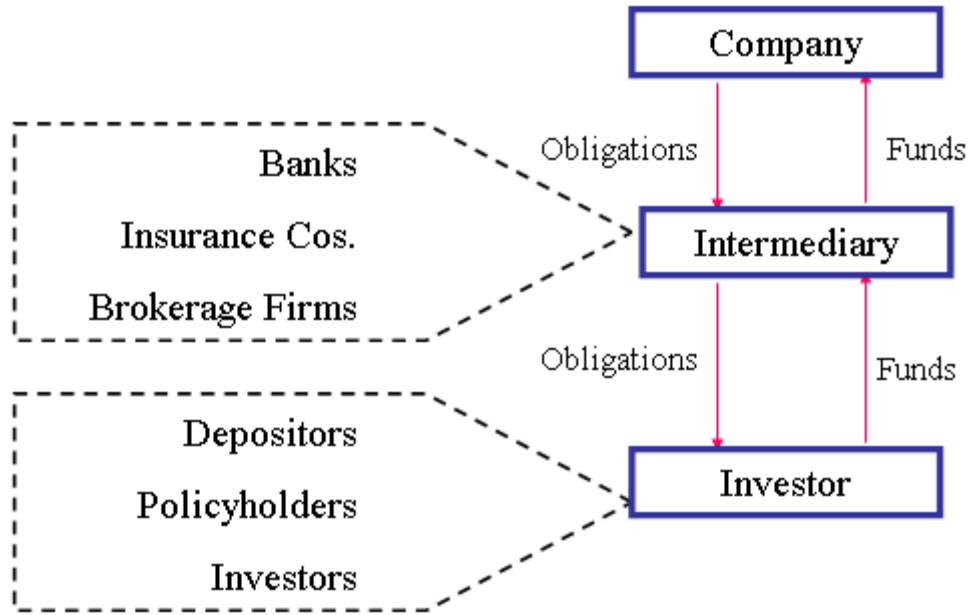 Company
Obligations
Funds
Banks
Insurance Cos.
Brokerage Firms
Intermediary
Obligations
Funds
Depositors
Policyholders
Investors
Investor